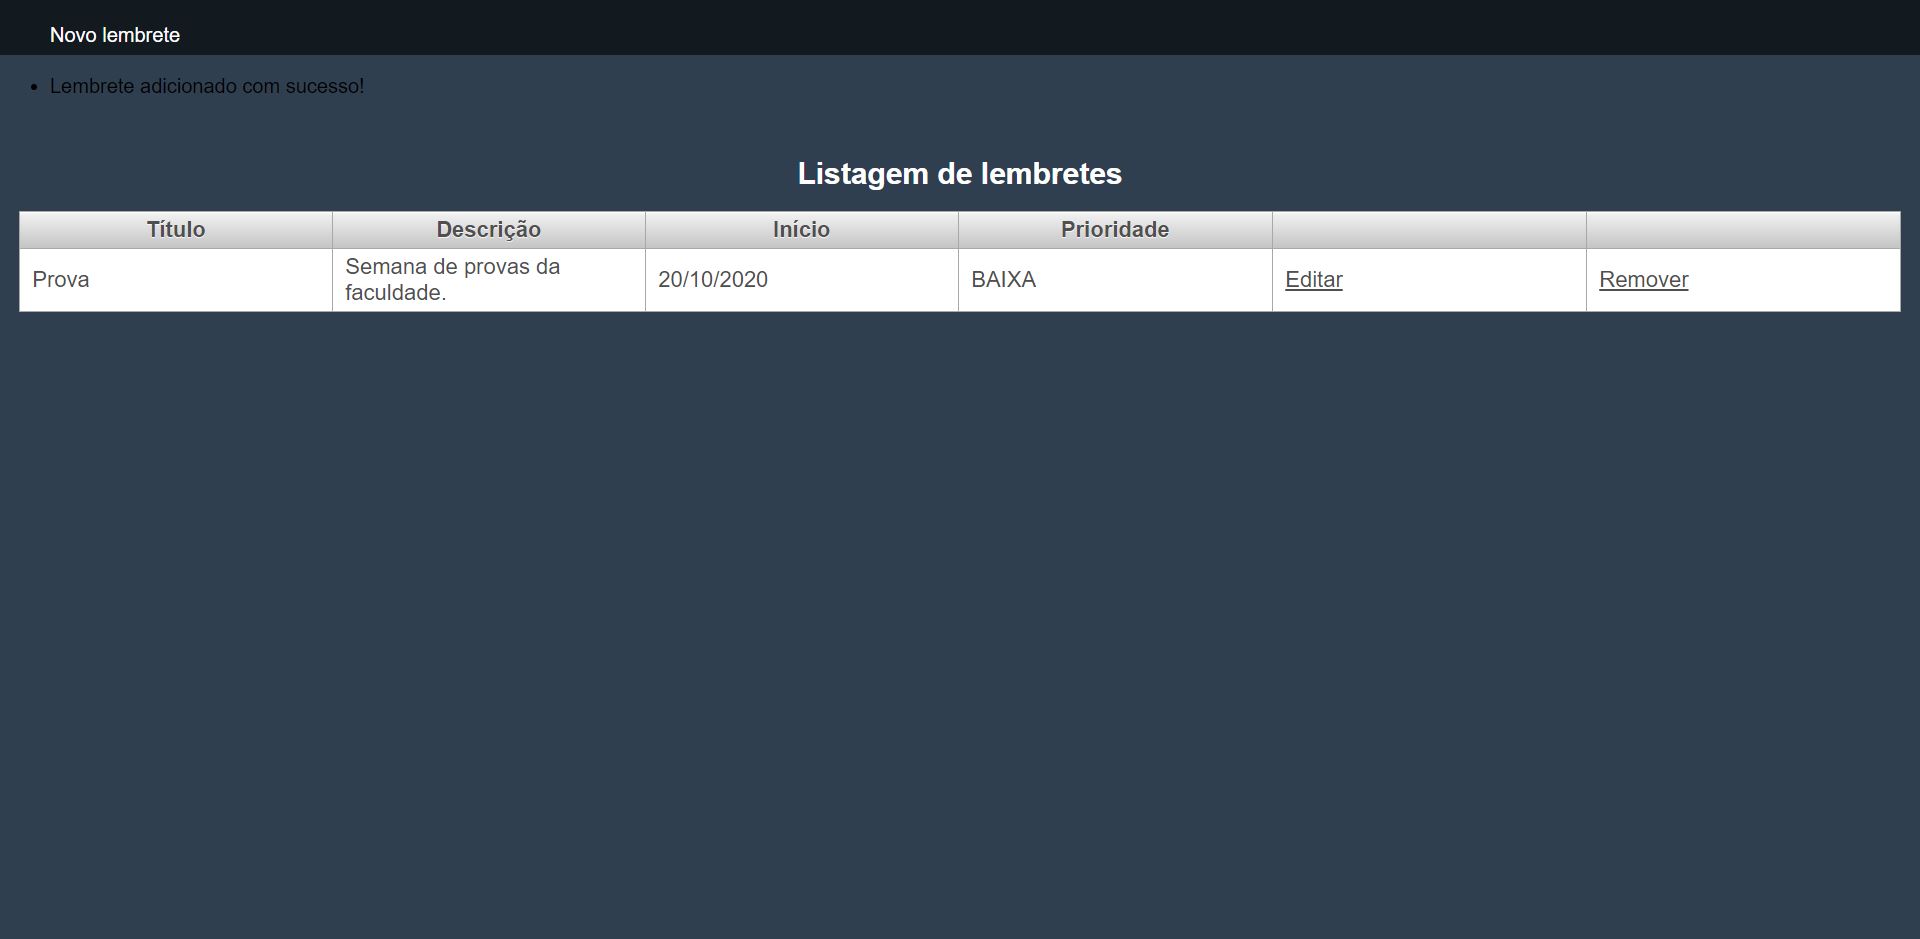 Novo lembrete
Lembrete adicionado com sucesso!
Listagem de lembretes
Título Descrição Início Prioridade
Prova Semana de provas da faculdade. 20/10/2020 BAIXA Editar Remover